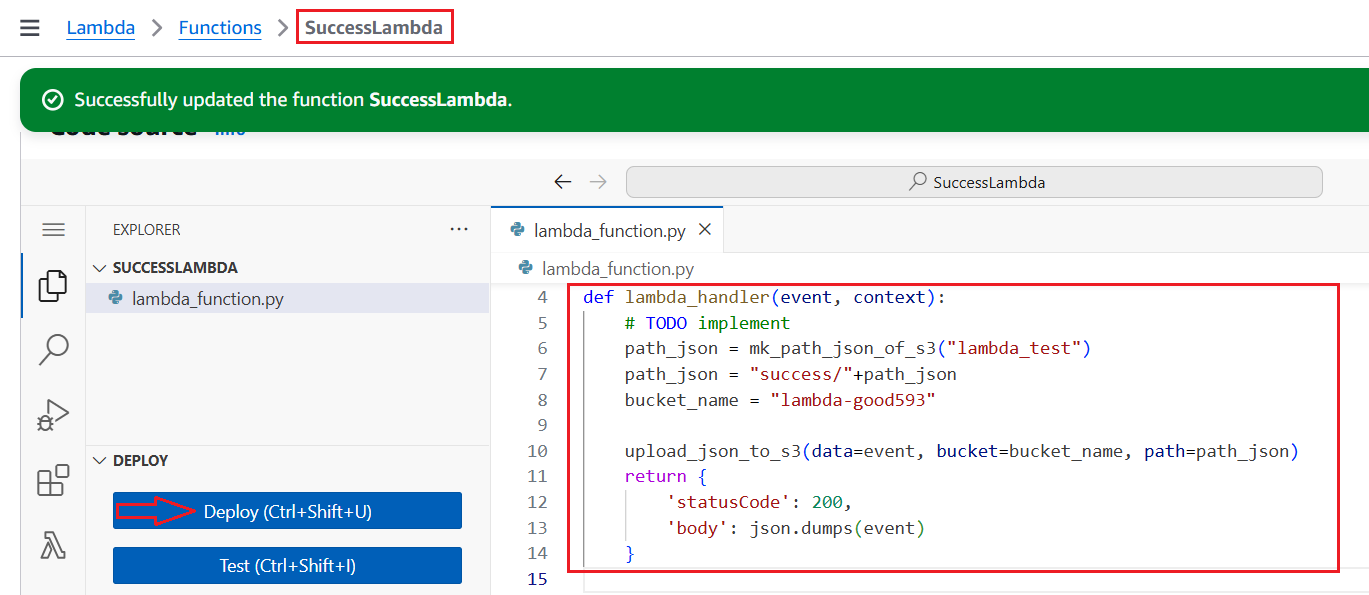 Lambda > Functions > SuccessLambda
Successfully updated the function SuccessLambda.
Code source Info
SuccessLambda
EXPLORER ...
SUCCESSLAMBDA
lambda_function.py
DEPLOY
Deploy (Ctrl+Shift+U)
Test (Ctrl+Shift+I)
lambda_function.py
lambda_function.py
4 def lambda_handler(event, context):
5 # TODO implement
6 path_json = mk_path_json_of_s3("lambda_test")
7 path_json = "success/"+path_json
8 bucket_name = "lambda-good593"
9
10 upload_json_to_s3(data=event, bucket=bucket_name, path=path_json)
11 return {
12 'statusCode': 200,
13 'body': json.dumps(event)
14 }
15